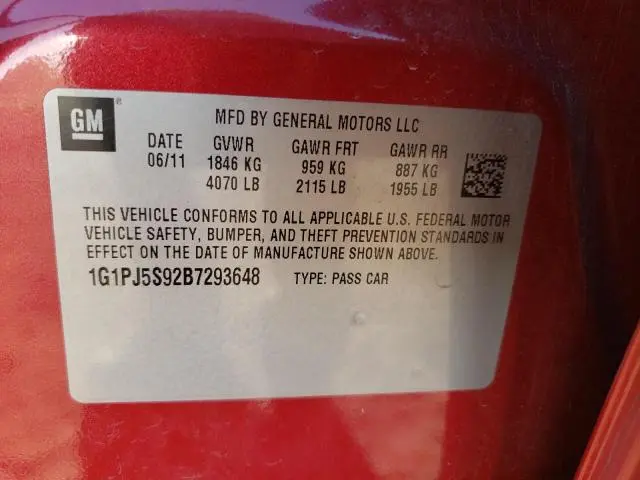 GM®
MFD BY GENERAL MOTORS LLC
DATE GVWR GAWR FRT GAWR RR
06/11 1846 KG 959 KG 887 KG
4070 LB 2115 LB 1955 LB
THIS VEHICLE CONFORMS TO ALL APPLICABLE U.S. FEDERAL MOTOR
VEHICLE SAFETY, BUMPER, AND THEFT PREVENTION STANDARDS IN
EFFECT ON THE DATE OF MANUFACTURE SHOWN ABOVE.
1G1PJ5S92B7293648 TYPE: PASS CAR